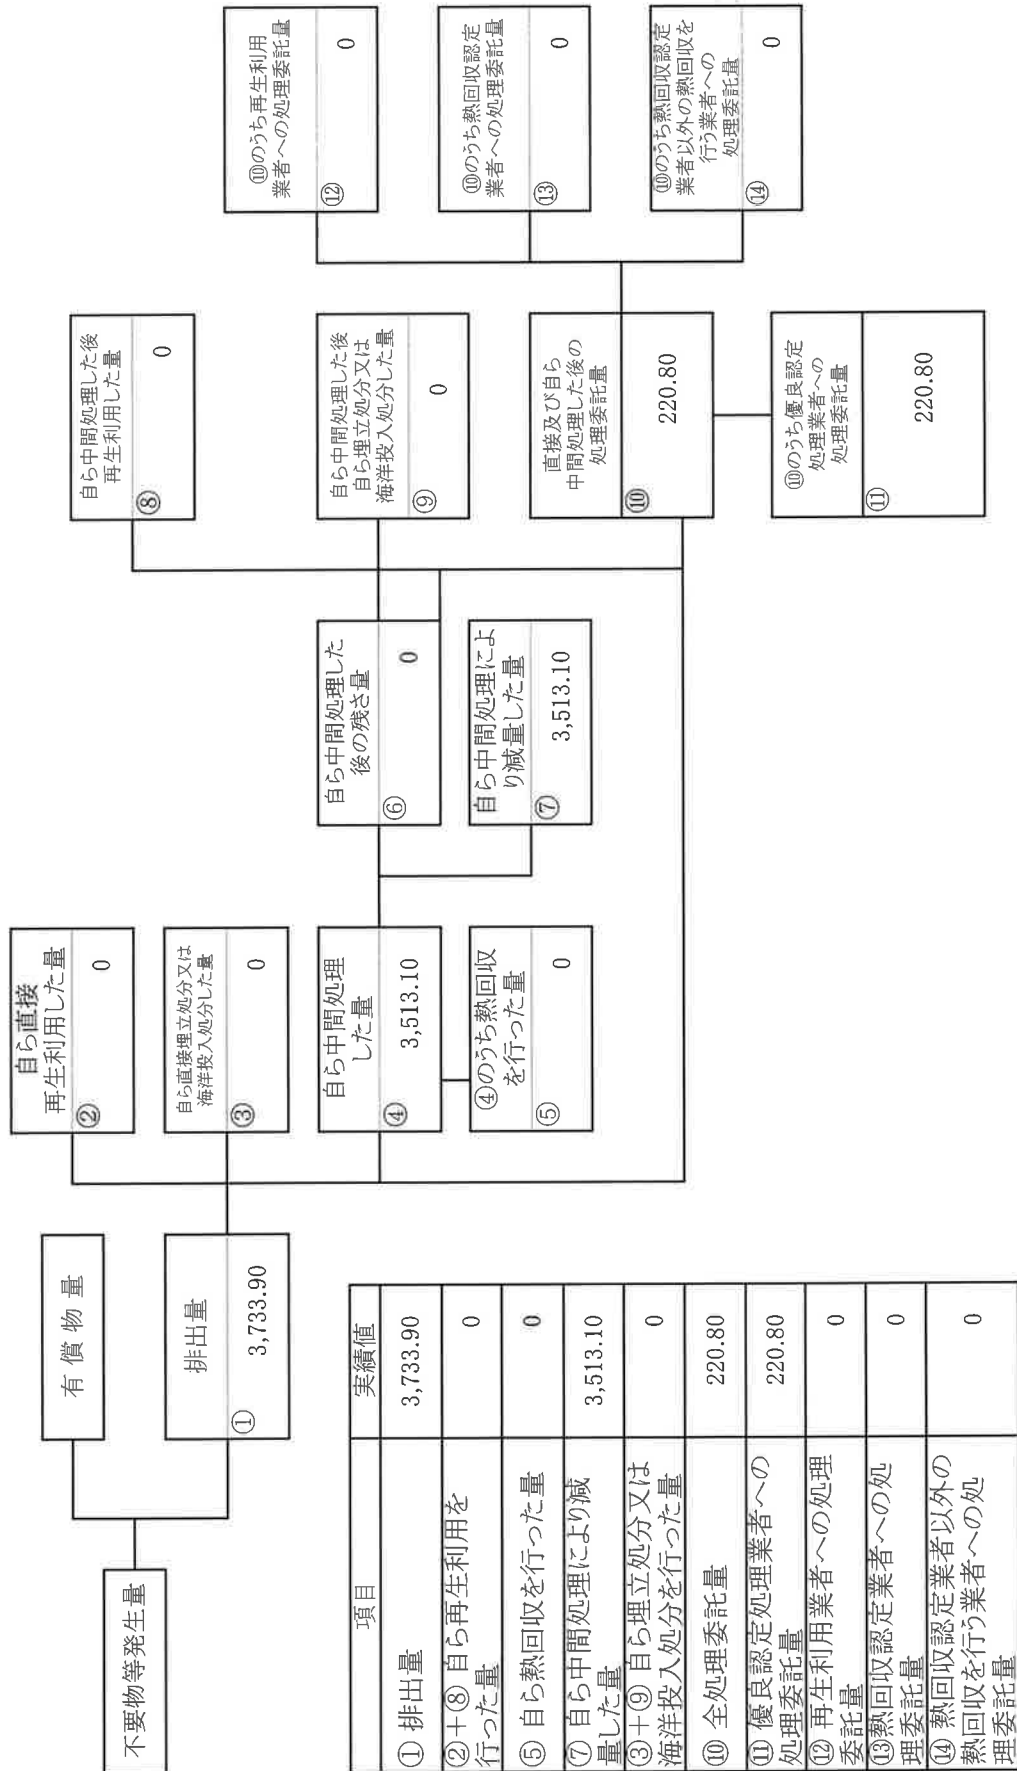 不要物等発生量
有 償 物 量
排出量
①
3,733.90
自ら直接
再生利用した量
②
0
自ら直接埋立処分又は
海洋投入処分した量
③
0
自ら中間処理
した量
④
3,513.10
④のうち熱回収
を行った量
⑤
0
自ら中間処理した
後の残さ量
⑥
0
自ら中間処理によ
り減量した量
⑦
3,513.10
自ら中間処理した後
再生利用した量
⑧
0
自ら中間処理した後
自ら埋立処分又は
海洋投入処分した量
⑨
0
直接及び自ら
中間処理した後の
処理委託量
⑩
220.80
⑩のうち優良認定
処理業者への
処理委託量
⑪
220.80
⑩のうち再生利用
業者への処理委託量
⑫
0
⑩のうち熱回収認定
業者への処理委託量
⑬
0
⑩のうち熱回収認定
業者以外の熱回収を
行う業者への
処理委託量
⑭
0
項目 実績値
① 排出量 3,733.90
②+⑧ 自ら再生利用を
行った量 0
⑤ 自ら熱回収を行った量 0
⑦ 自ら中間処理により減
量した量 3,513.10
③+⑨ 自ら埋立処分又は
海洋投入処分を行った量 0
⑩ 全処理委託量 220.80
⑪ 優良認定処理業者への
処理委託量 220.80
⑫ 再生利用業者への処理
委託量 0
⑬熱回収認定業者への処
理委託量 0
⑭ 熱回収認定業者以外の
熱回収を行う業者への処
理委託量 0